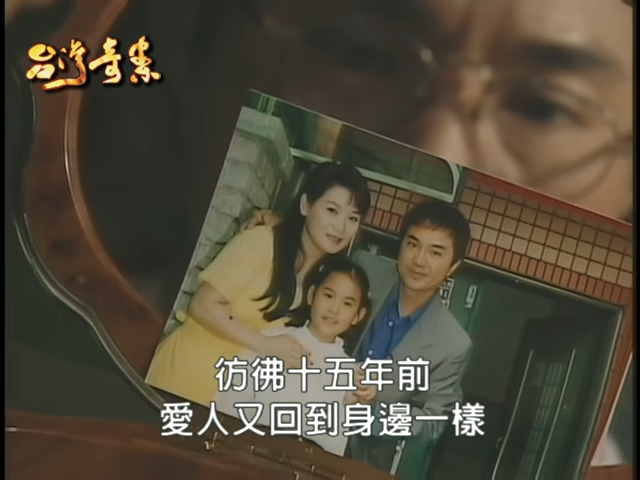 台灣奇案
彷彿十五年前
愛人又回到身邊一樣